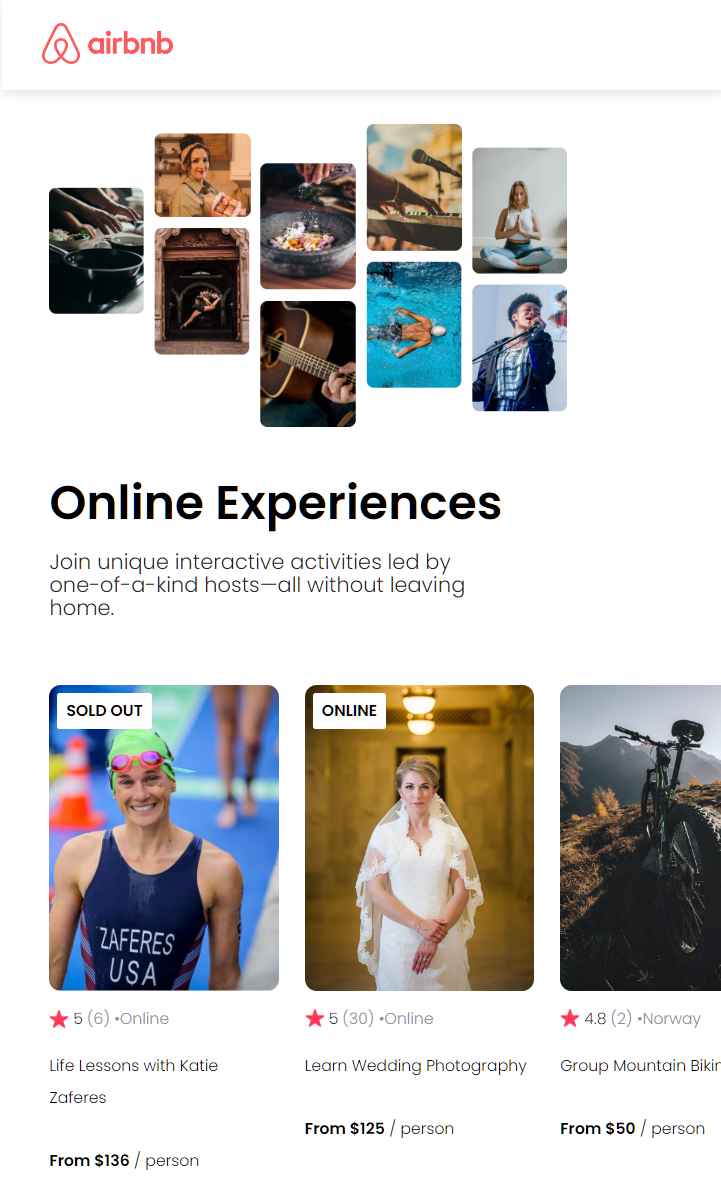 airbnb
Online Experiences
Join unique interactive activities led by
one-of-a-kind hosts—all without leaving
home.
SOLD OUT
ONLINE
ZAFERES
USA
5 (6) •Online
5 (30) •Online
4.8 (2) •Norway
Life Lessons with Katie
Zaferes
Learn Wedding Photography
Group Mountain Bikin
From $136 / person
From $125 / person
From $50 / person